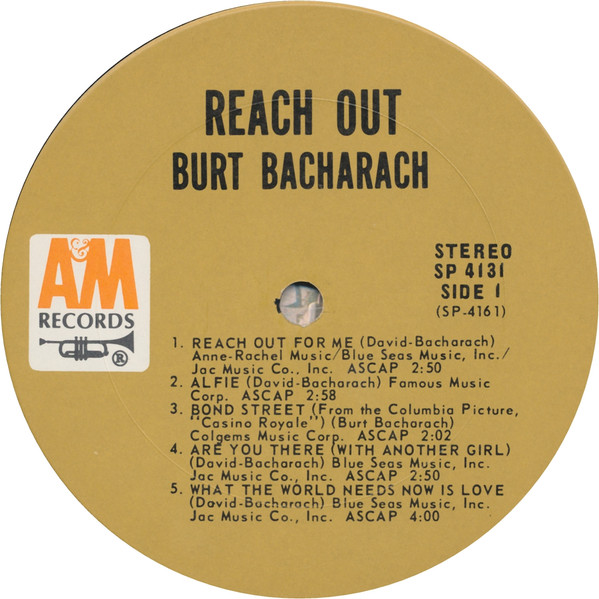 REACH OUT
BURT BACHARACH
A&M
RECORDS
®
STEREO
SP 4131
SIDE 1
(SP-4161)
1. REACH OUT FOR ME (David-Bacharach)
Anne-Rachel Music/Blue Seas Music, Inc./
Jac Music Co., Inc. ASCAP 2:50
2. ALFIE (David-Bacharach) Famous Music
Corp. ASCAP 2:58
3. BOND STREET (From the Columbia Picture,
"Casino Royale") (Burt Bacharach)
Colgems Music Corp. ASCAP 2:02
4. ARE YOU THERE (WITH ANOTHER GIRL)
(David-Bacharach) Blue Seas Music, Inc.
Jac Music Co., Inc. ASCAP 2:50
5. WHAT THE WORLD NEEDS NOW IS LOVE
(David-Bacharach) Blue Seas Music, Inc.
Jac Music Co., Inc. ASCAP 4:00